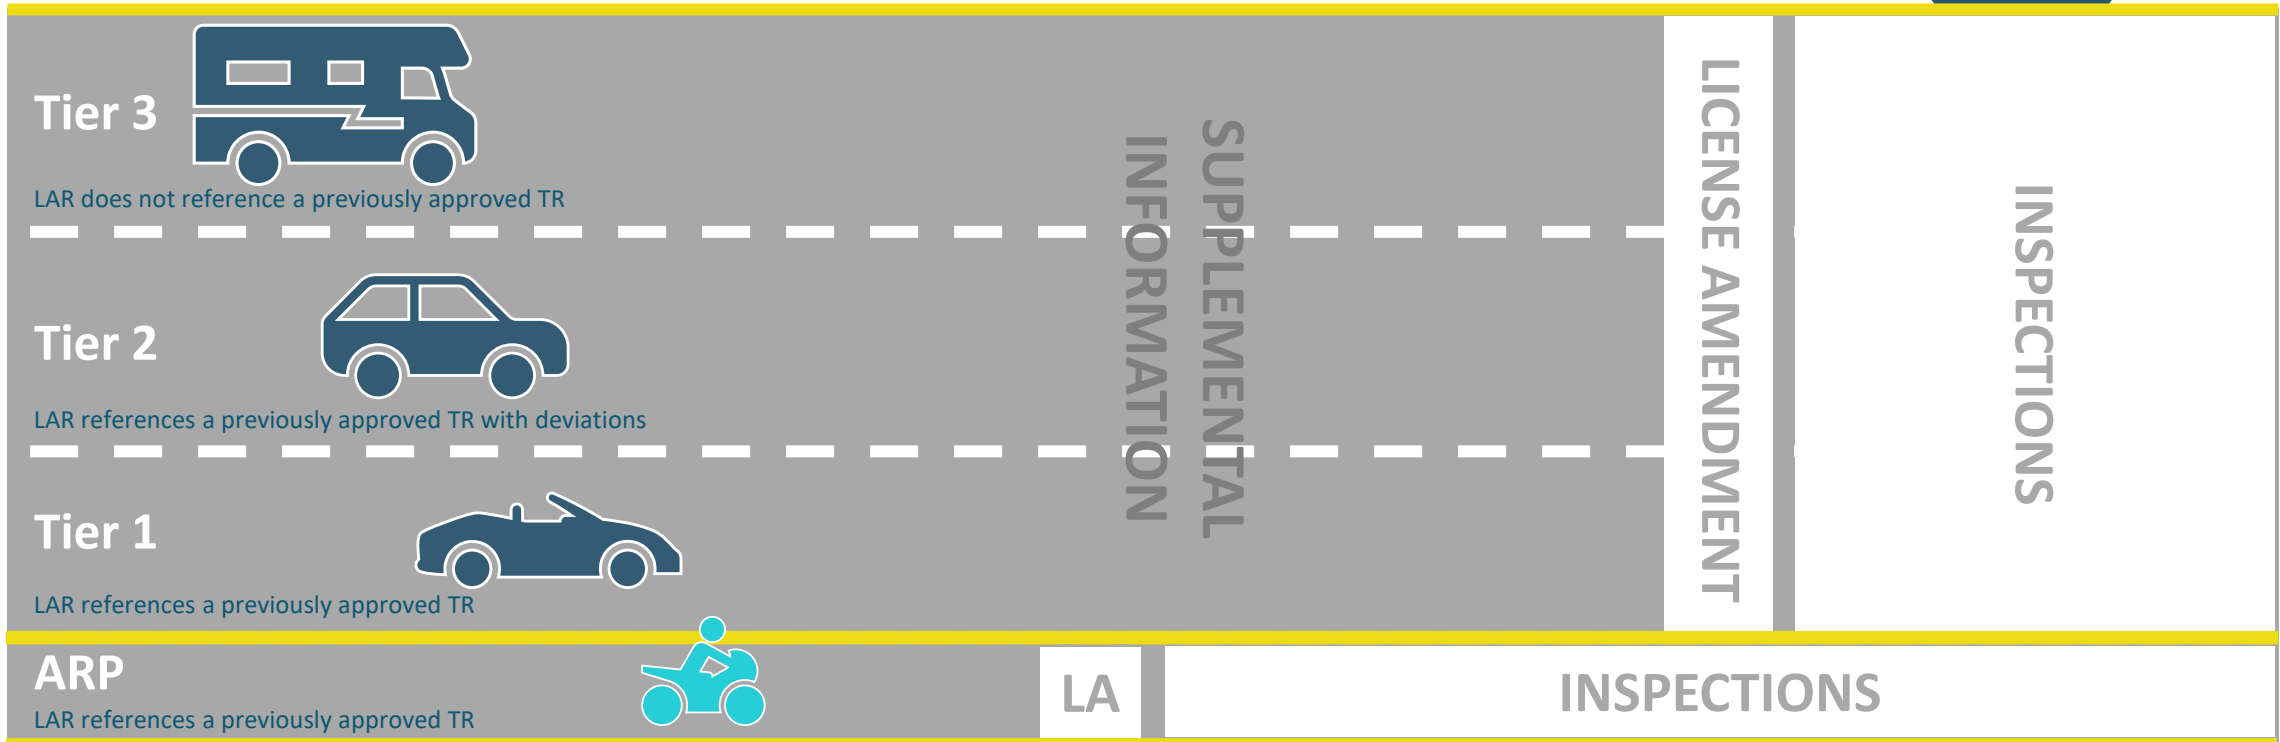 Tier 3
LAR does not reference a previously approved TR
Tier 2
LAR references a previously approved TR with deviations
Tier 1
LAR references a previously approved TR
SUPPLEMENTAL
INFORMATION
LICENSE AMENDMENT
INSPECTIONS
ARP
LAR references a previously approved TR
LA
INSPECTIONS